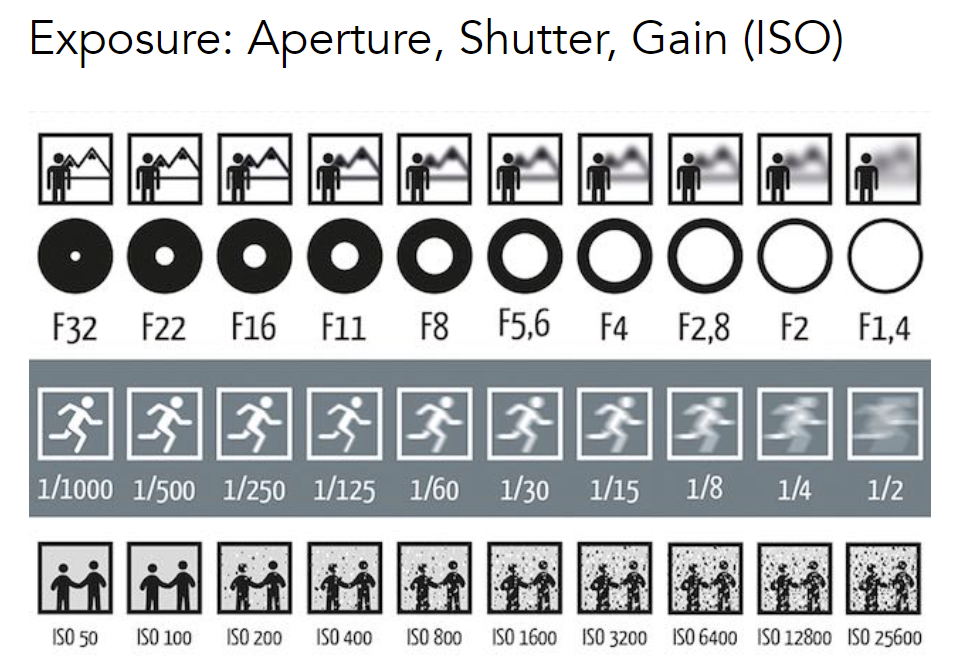 Exposure: Aperture, Shutter, Gain (ISO)
F32 F22 F16 F11 F8 F5,6 F4 F2,8 F2 F1,4
1/1000 1/500 1/250 1/125 1/60 1/30 1/15 1/8 1/4 1/2
ISO 50 ISO 100 ISO 200 ISO 400 ISO 800 ISO 1600 ISO 3200 ISO 6400 ISO 12800 ISO 25600